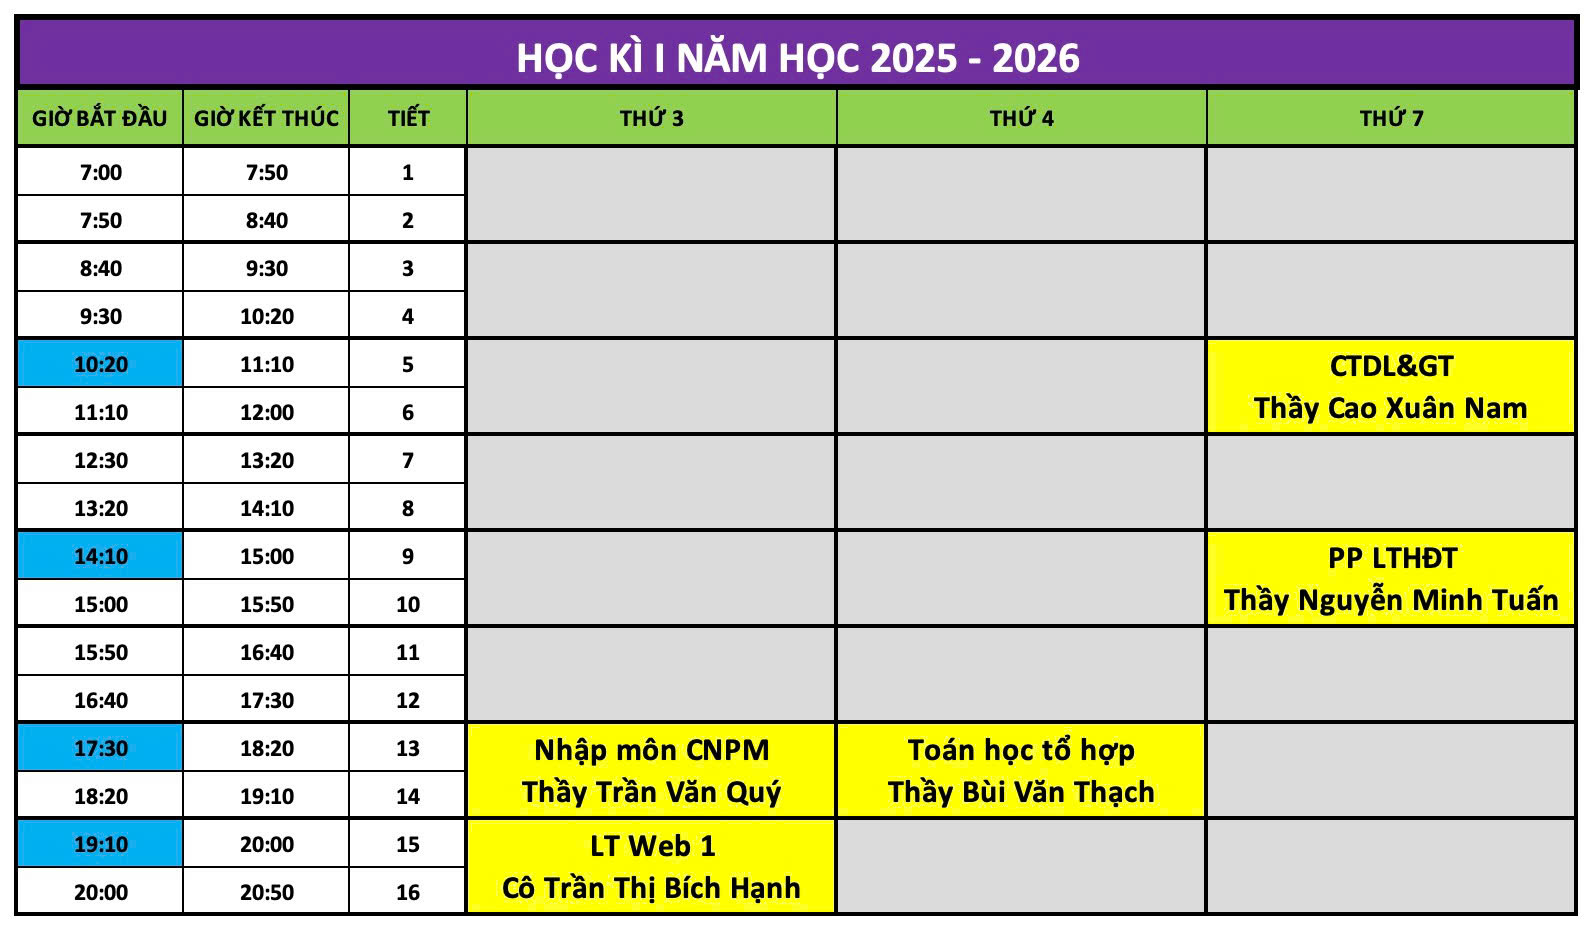 HỌC KÌ I NĂM HỌC 2025 - 2026
GIỜ BẮT ĐẦU GIỜ KẾT THÚC TIẾT THỨ 3 THỨ 4 THỨ 7
7:00 7:50 1
7:50 8:40 2
8:40 9:30 3
9:30 10:20 4
10:20 11:10 5 CTDL&GT
11:10 12:00 6 Thầy Cao Xuân Nam
12:30 13:20 7
13:20 14:10 8
14:10 15:00 9 PP LTHĐT
15:00 15:50 10 Thầy Nguyễn Minh Tuấn
15:50 16:40 11
16:40 17:30 12
17:30 18:20 13 Nhập môn CNPM Toán học tổ hợp
18:20 19:10 14 Thầy Trần Văn Quý Thầy Bùi Văn Thạch
19:10 20:00 15 LT Web 1
20:00 20:50 16 Cô Trần Thị Bích Hạnh